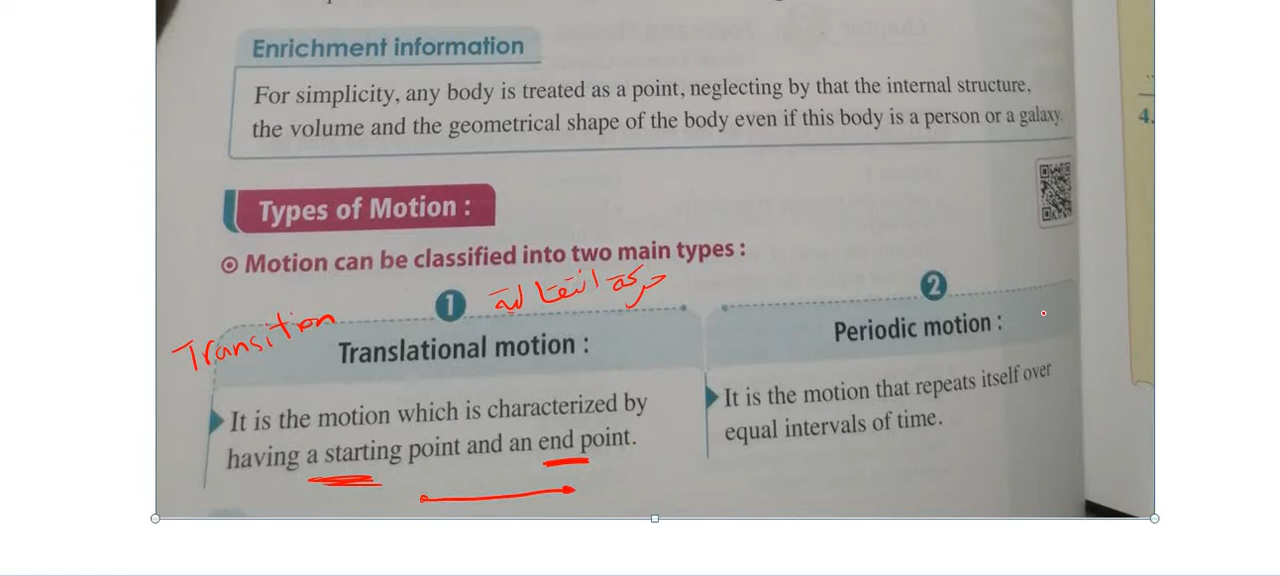 Enrichment information
For simplicity, any body is treated as a point, neglecting by that the internal structure,
the volume and the geometrical shape of the body even if this body is a person or a galaxy.
4.
Types of Motion :
Motion can be classified into two main types :
1
حركة انتقالية
Transition
Translational motion :
It is the motion which is characterized by
having a starting point and an end point.
2
Periodic motion :
It is the motion that repeats itself over
equal intervals of time.